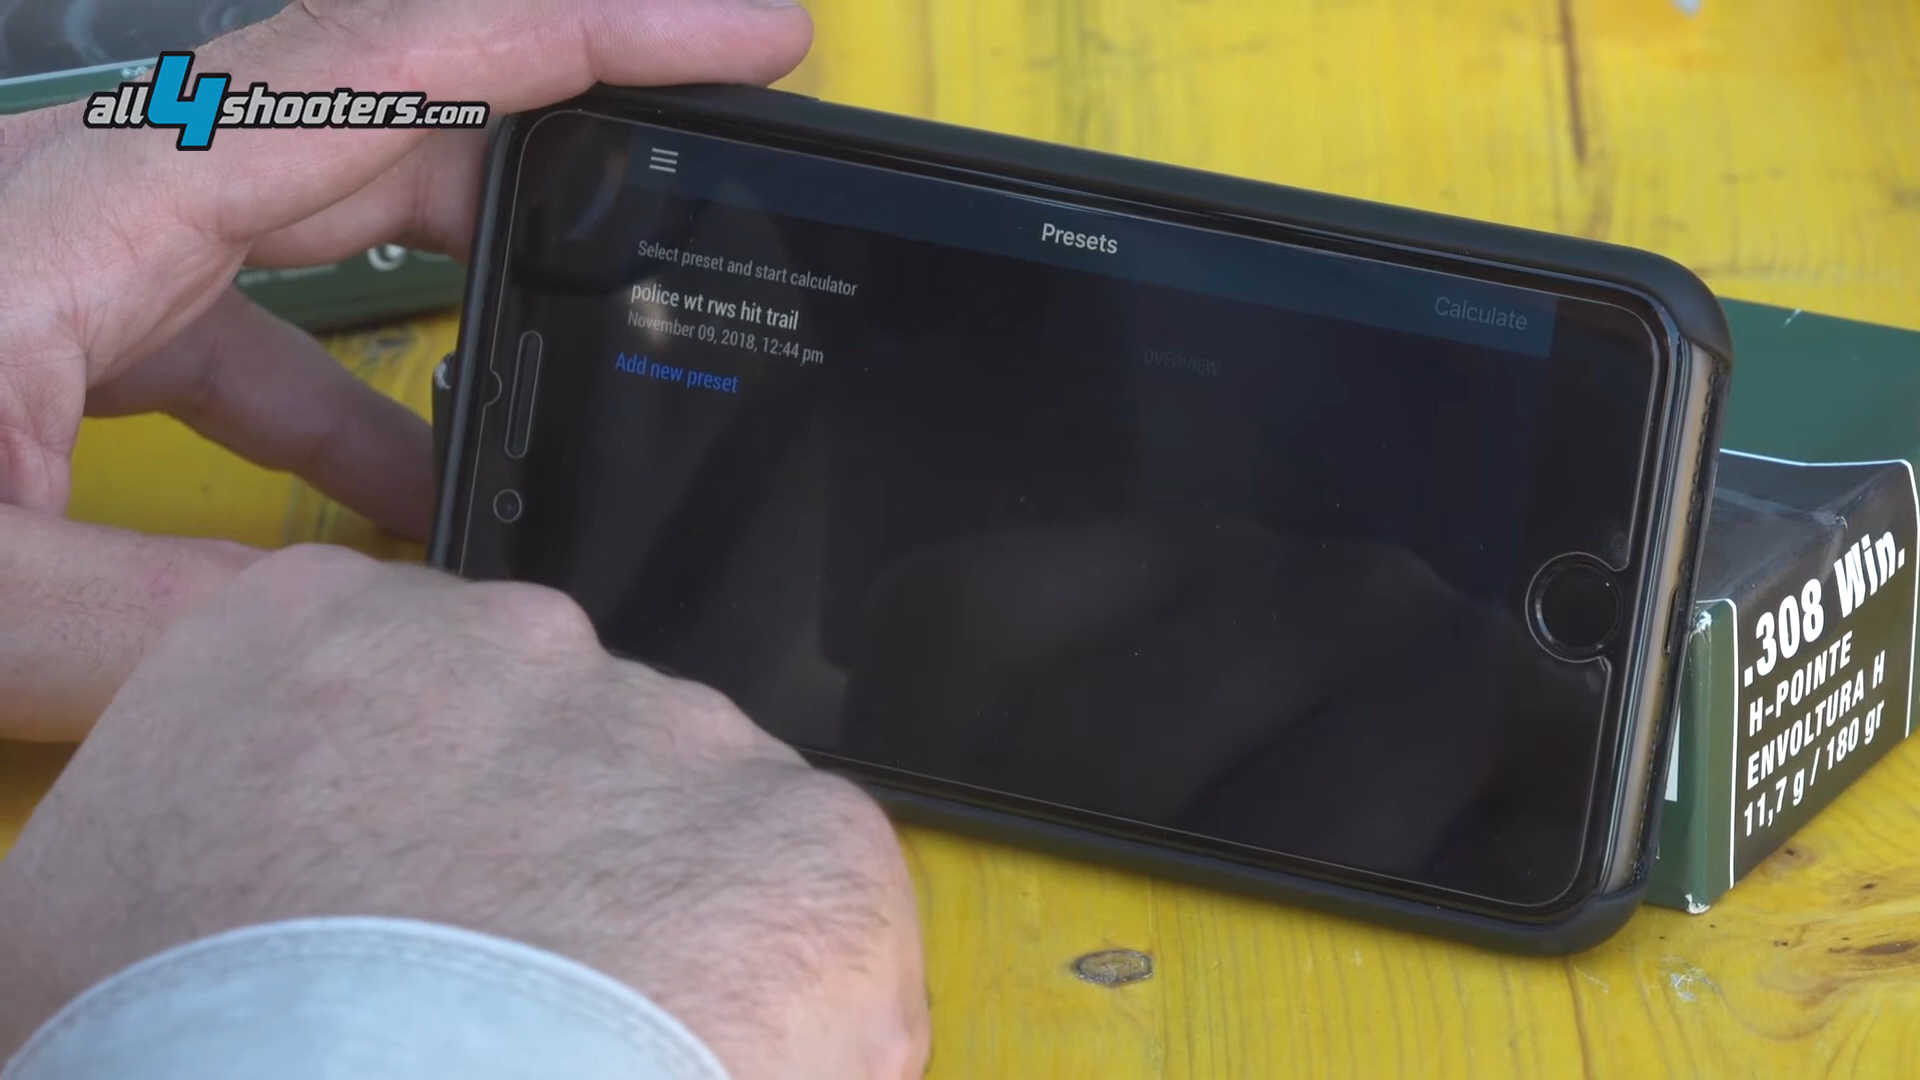 all4shooters.com
Presets
Calculate
Select preset and start calculator
police wt rws hit trail
November 09, 2018, 12:44 pm
Add new preset
OVERVIEW
.308 Win.
H-POINTE
ENVOLTURA H
11,7 g / 180 gr